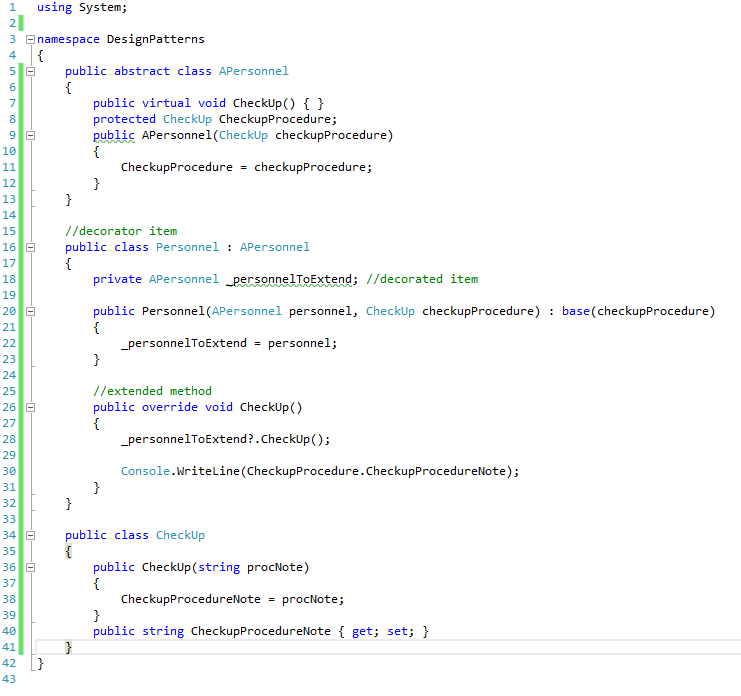 1 using System;
2
3 namespace DesignPatterns
4 {
5     public abstract class APersonnel
6     {
7         public virtual void CheckUp() { }
8         protected CheckUp CheckupProcedure;
9         public APersonnel(CheckUp checkupProcedure)
10         {
11             CheckupProcedure = checkupProcedure;
12         }
13     }
14
15     //decorator item
16     public class Personnel : APersonnel
17     {
18         private APersonnel _personnelToExtend; //decorated item
19
20         public Personnel(APersonnel personnel, CheckUp checkupProcedure) : base(checkupProcedure)
21         {
22             _personnelToExtend = personnel;
23         }
24
25         //extended method
26         public override void CheckUp()
27         {
28             _personnelToExtend?.CheckUp();
29
30             Console.WriteLine(CheckupProcedure.CheckupProcedureNote);
31         }
32     }
33
34     public class CheckUp
35     {
36         public CheckUp(string procNote)
37         {
38             CheckupProcedureNote = procNote;
39         }
40         public string CheckupProcedureNote { get; set; }
41     }
42 }
43